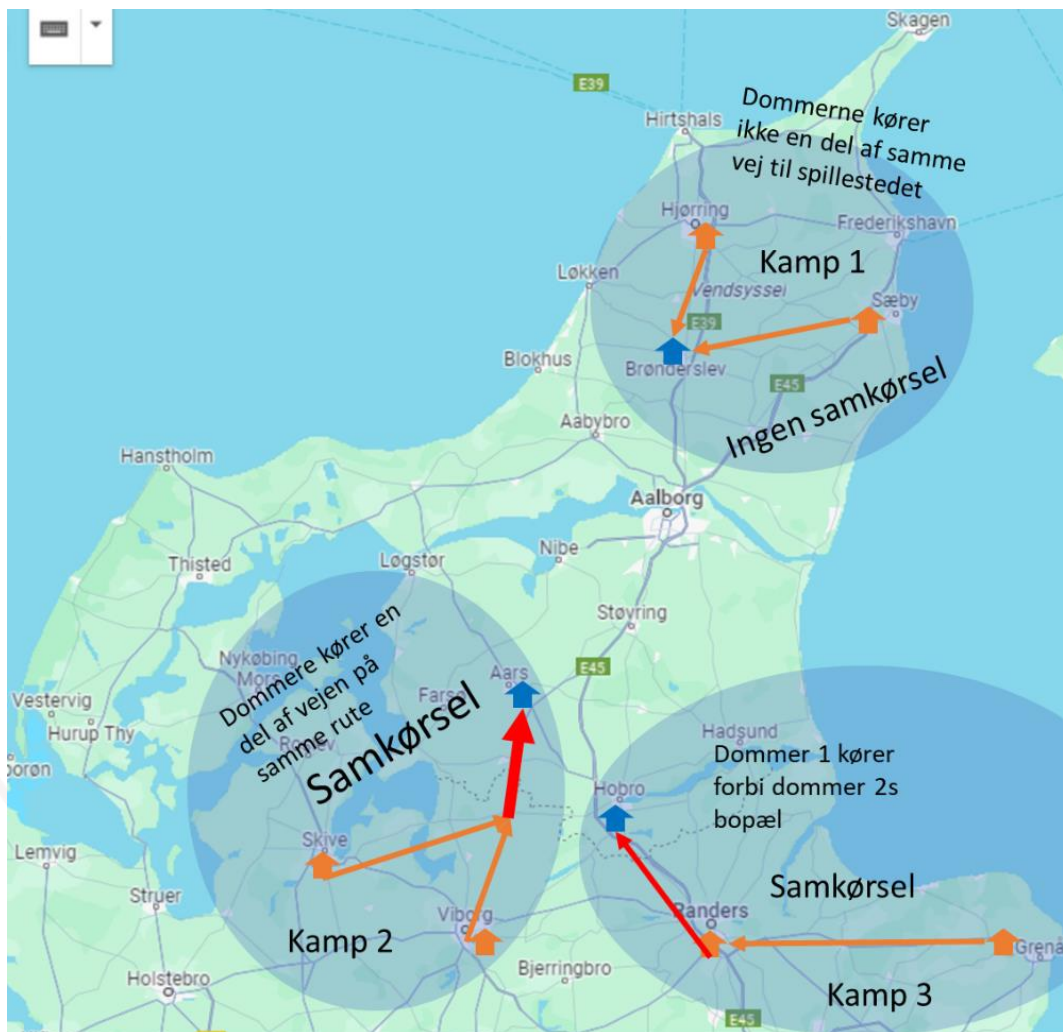 Skagen
E39
Hirtshals
Dommerne kører
ikke en del af samme
vej til spillestedet
Hjørring
Frederikshavn
Kamp 1
Løkken
Vendsyssel
Sæby
E39
Brønderslev
Blokhus
E45
Ingen samkørsel
Aabybro
Hanstholm
Aalborg
Nibe
Løgstør
Thisted
Støvring
Dommere kører en
del af vejen på
samme rute
Nykøbing
Mors
Aars
E45
Farsø
Vestervig
Hurup Thy
Samkørsel
Hadsund
Dommer 1 kører
forbi dommer 2s
bopæl
Hobro
Skive
Lemvig
Struer
Samkørsel
Randers
Viborg
Kamp 2
Grenå
Bjerringbro
Holstebro
Kamp 3
E45